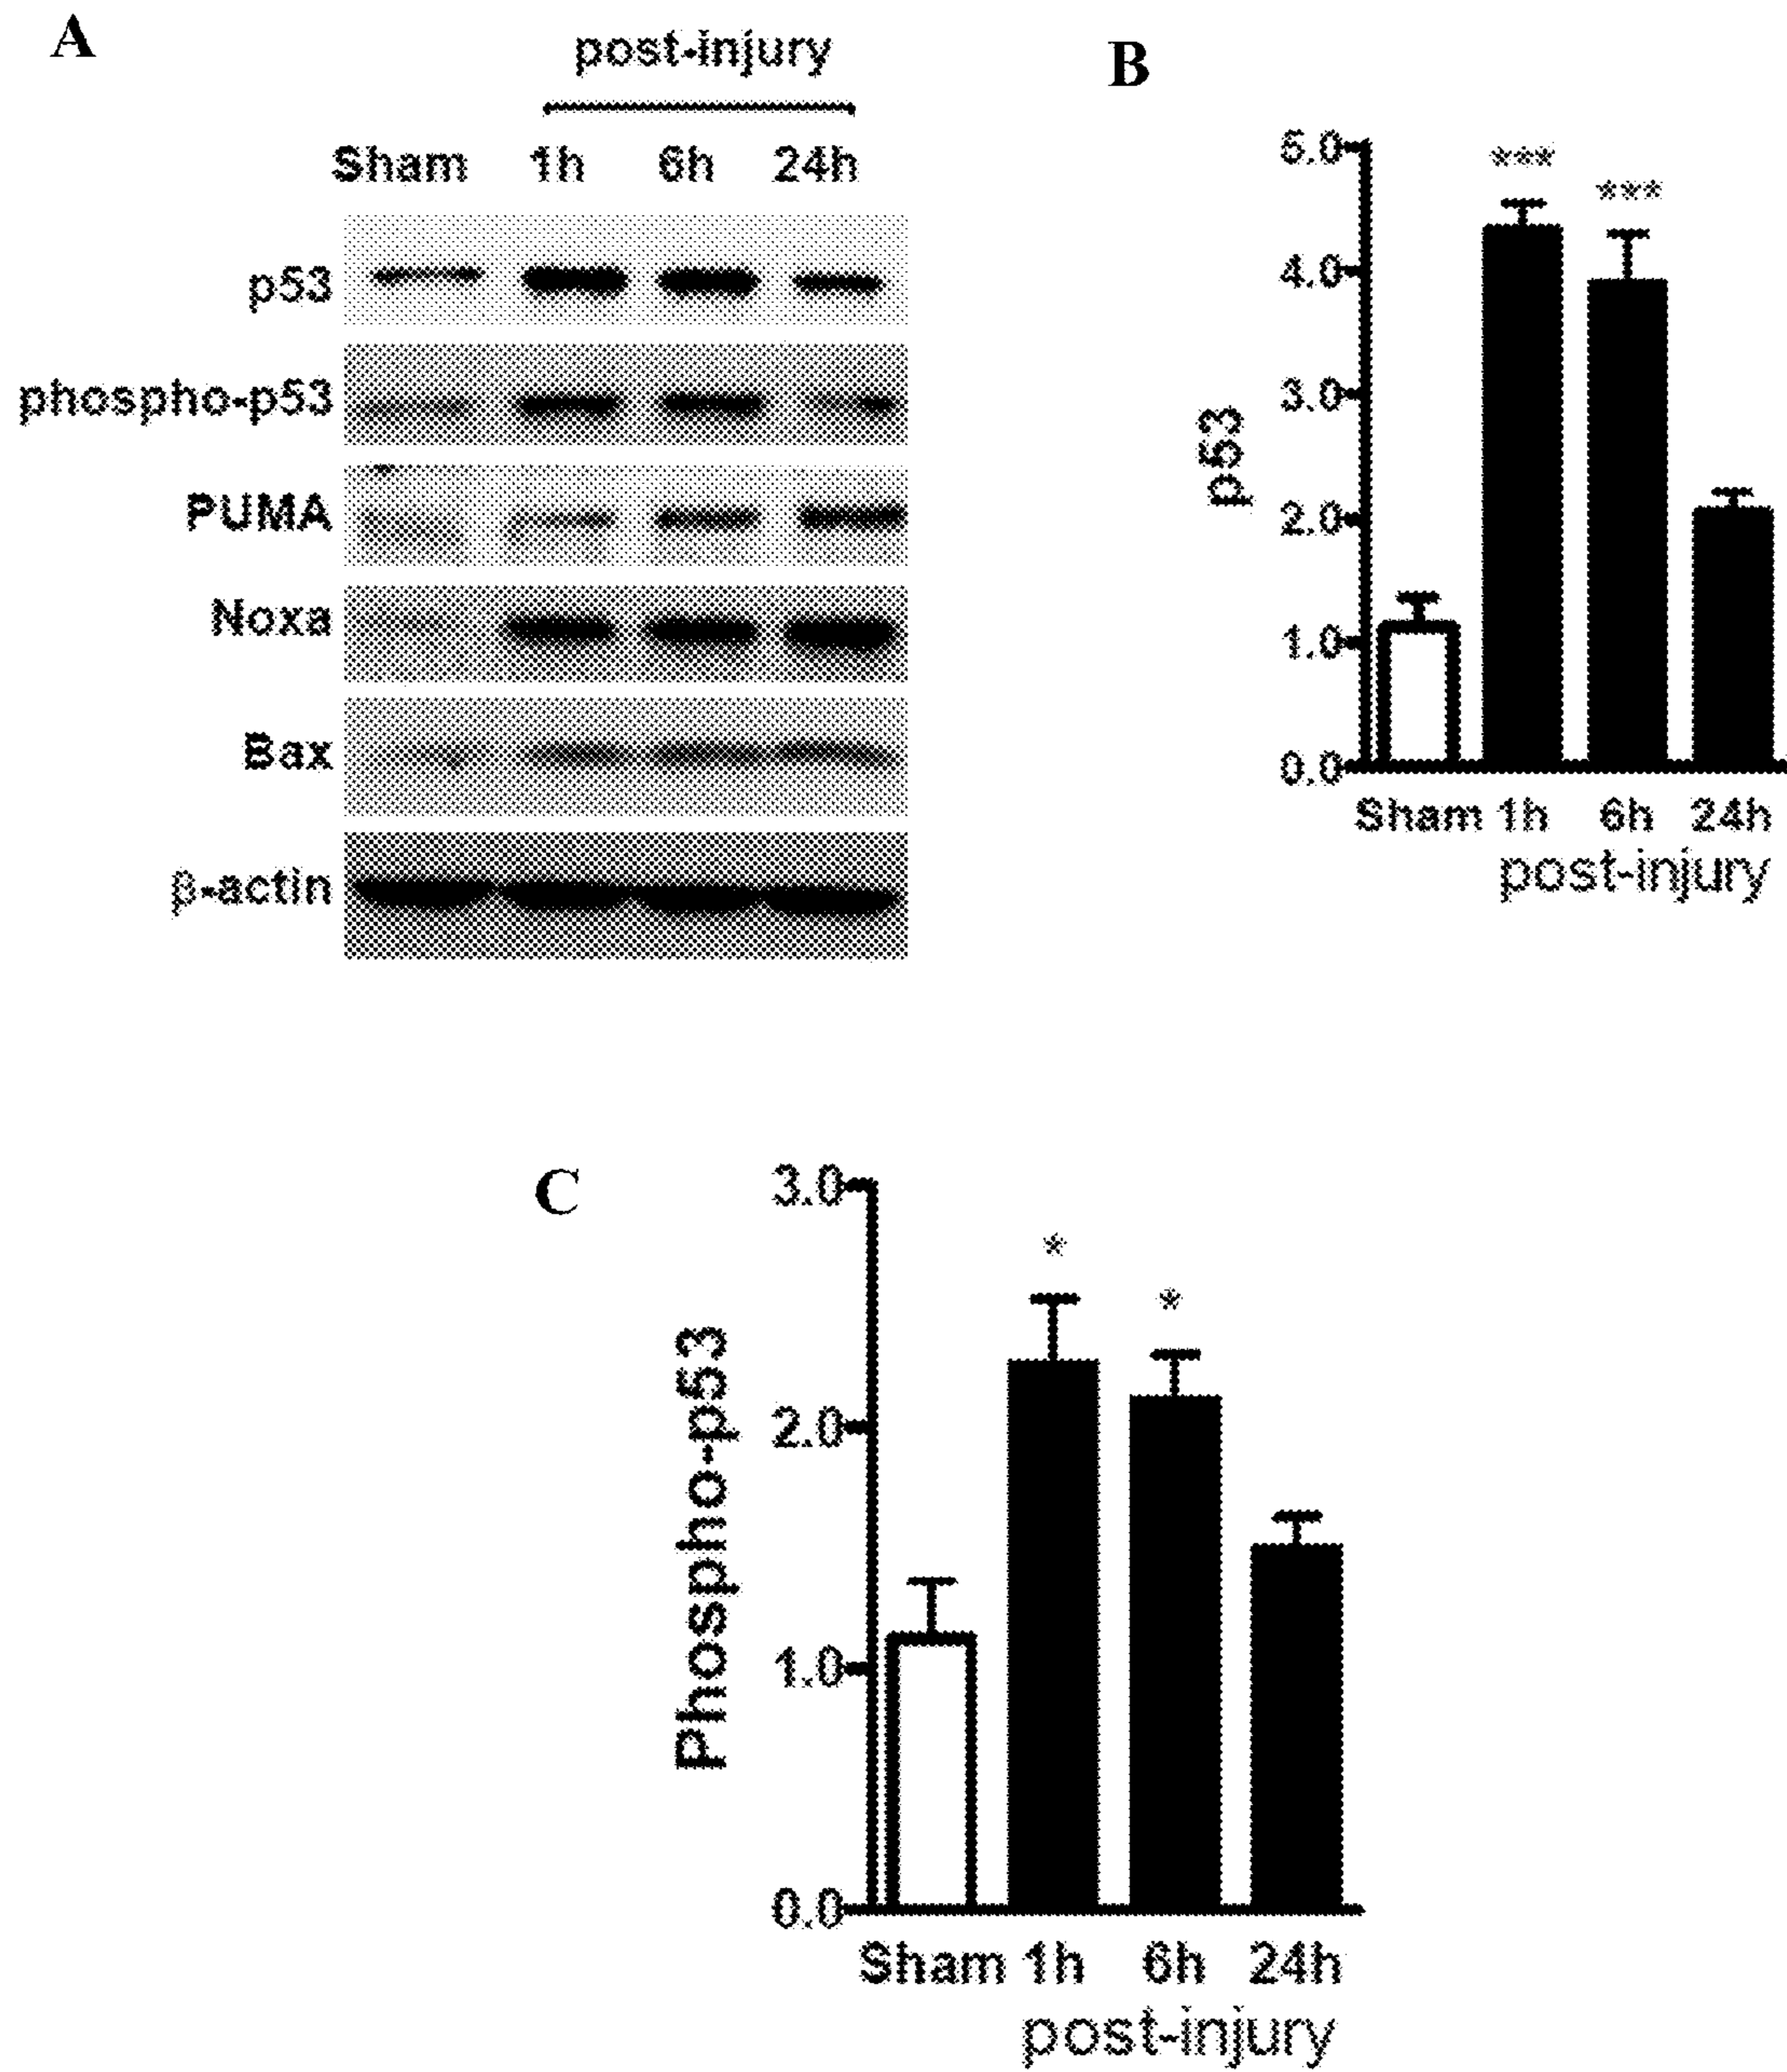 A
post-injury
Sham 1h 6h 24h
p53
phospho-p53
PUMA
Noxa
Bax
β-actin
B
5.0
4.0
3.0
2.0
1.0
0.0
p53
*** ***
Sham 1h 6h 24h
post-injury
C
3.0
2.0
1.0
0.0
Phospho-p53
* *
Sham 1h 6h 24h
post-injury